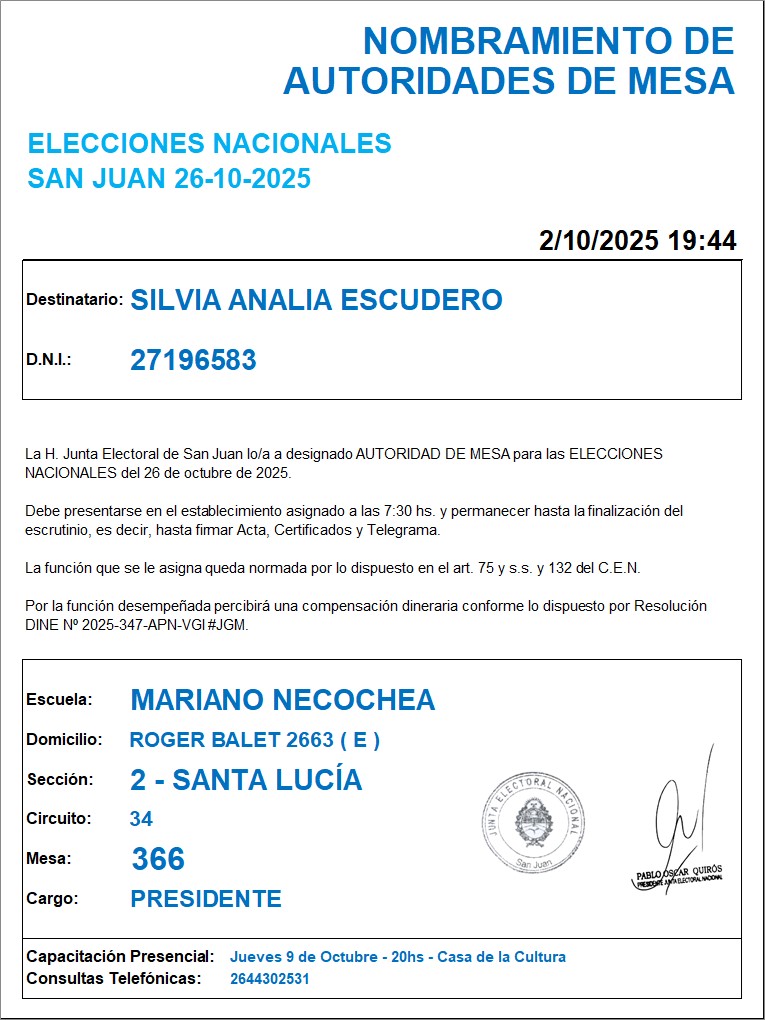 NOMBRAMIENTO DE
AUTORIDADES DE MESA
ELECCIONES NACIONALES
SAN JUAN 26-10-2025
2/10/2025 19:44
Destinatario: SILVIA ANALIA ESCUDERO
D.N.I.: 27196583
La H. Junta Electoral de San Juan lo/a a designado AUTORIDAD DE MESA para las ELECCIONES
NACIONALES del 26 de octubre de 2025.
Debe presentarse en el establecimiento asignado a las 7:30 hs. y permanecer hasta la finalización del
escrutinio, es decir, hasta firmar Acta, Certificados y Telegrama.
La función que se le asigna queda normada por lo dispuesto en el art. 75 y s.s. y 132 del C.E.N.
Por la función desempeñada percibirá una compensación dineraria conforme lo dispuesto por Resolución
DINE Nº 2025-347-APN-VGI#JGM.
Escuela: MARIANO NECOCHEA
Domicilio: ROGER BALET 2663 ( E )
Sección: 2 - SANTA LUCÍA
Circuito: 34
Mesa: 366
Cargo: PRESIDENTE
JUNTA ELECTORAL NACIONAL
San Juan
PABLO OSCAR QUIRÓS
PRESIDENTE JUNTA ELECTORAL NACIONAL
Capacitación Presencial: Jueves 9 de Octubre - 20hs - Casa de la Cultura
Consultas Telefónicas: 2644302531